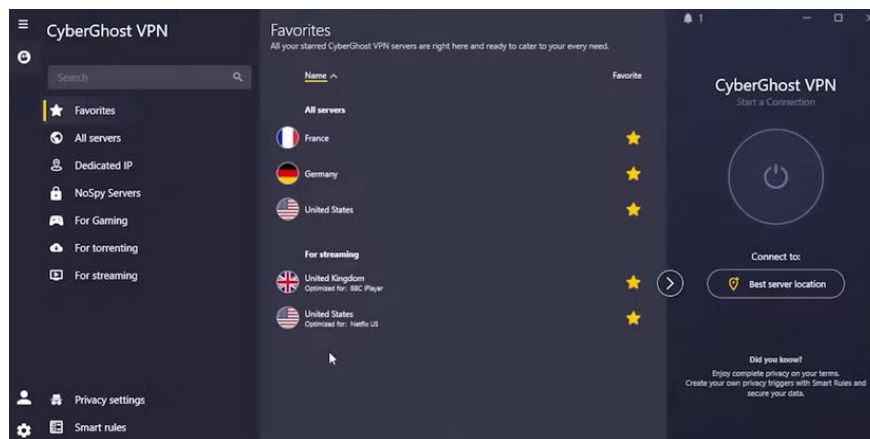 CyberGhost VPN
Search
Favorites
All servers
Dedicated IP
NoSpy Servers
For Gaming
For torrenting
For streaming
Privacy settings
Smart rules
Favorites
All your starred CyberGhost VPN servers are right here and ready to cater to your every need.
Name
Favorite
All servers
France
Germany
United States
For streaming
United Kingdom
Optimized for: BBC iPlayer
United States
Optimized for: Netflix US
1
CyberGhost VPN
Start a Connection
Connect to:
Best server location
Did you know?
Enjoy complete privacy on your terms.
Create your own privacy triggers with Smart Rules and
secure your data.